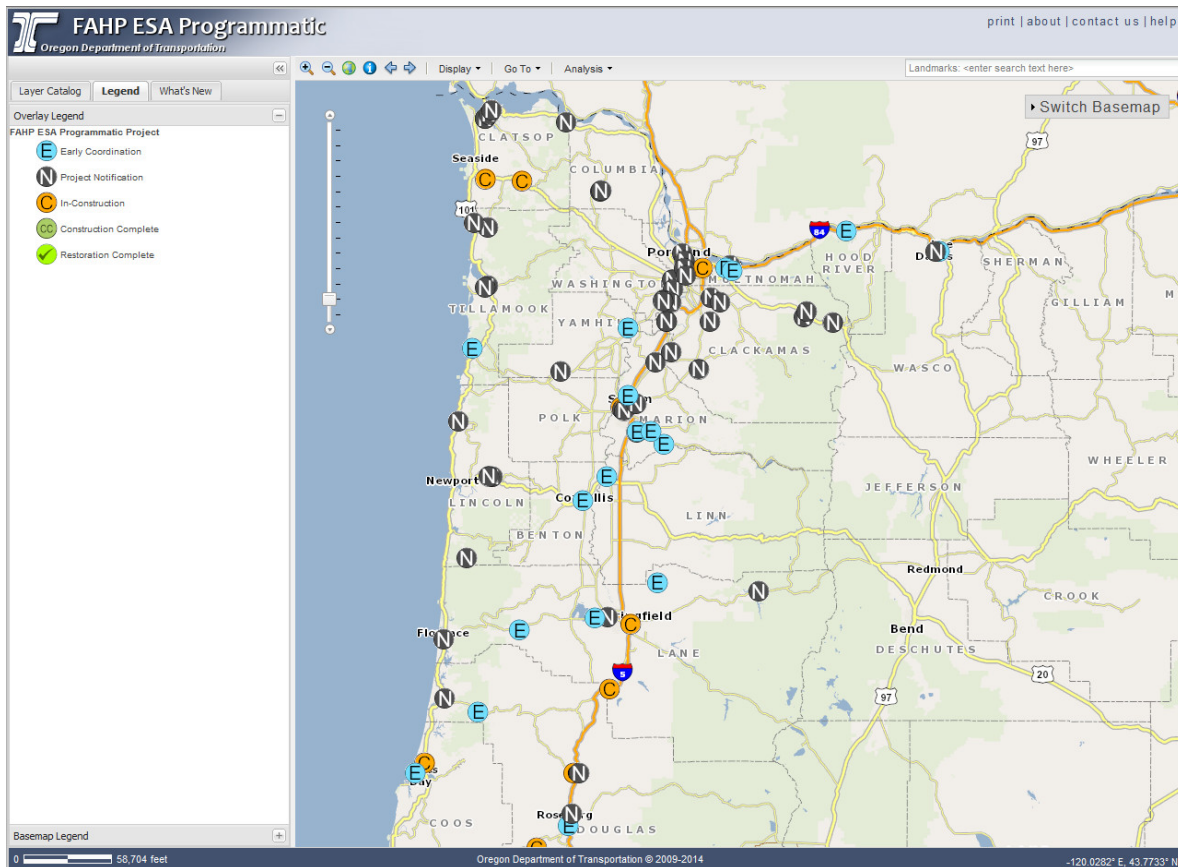 FAHP ESA Programmatic
Oregon Department of Transportation
print | about | contact us | help
Display
Go To
Analysis
Landmarks: <enter search text here>
Layer Catalog
Legend
What's New
Overlay Legend
FAHP ESA Programmatic Project
E Early Coordination
N Project Notification
C In-Construction
CC Construction Complete
Restoration Complete
Switch Basemap
CLATSOP
Seaside
COLUMBIA
97
101
84
HOOD RIVER
SHERMAN
MULTNOMAH
WASHINGTON
GILLIAM
TILLAMOOK
YAMHILL
CLACKAMAS
WASCO
POLK
MARION
WHEELER
Newport
JEFFERSON
LINCOLN
LINN
BENTON
Redmond
CROOK
Florence
LANE
Bend
DESCHUTES
5
20
97
COOS
DOUGLAS
Basemap Legend
0 58,704 feet
Oregon Department of Transportation © 2009-2014
-120.0282° E, 43.7733° N